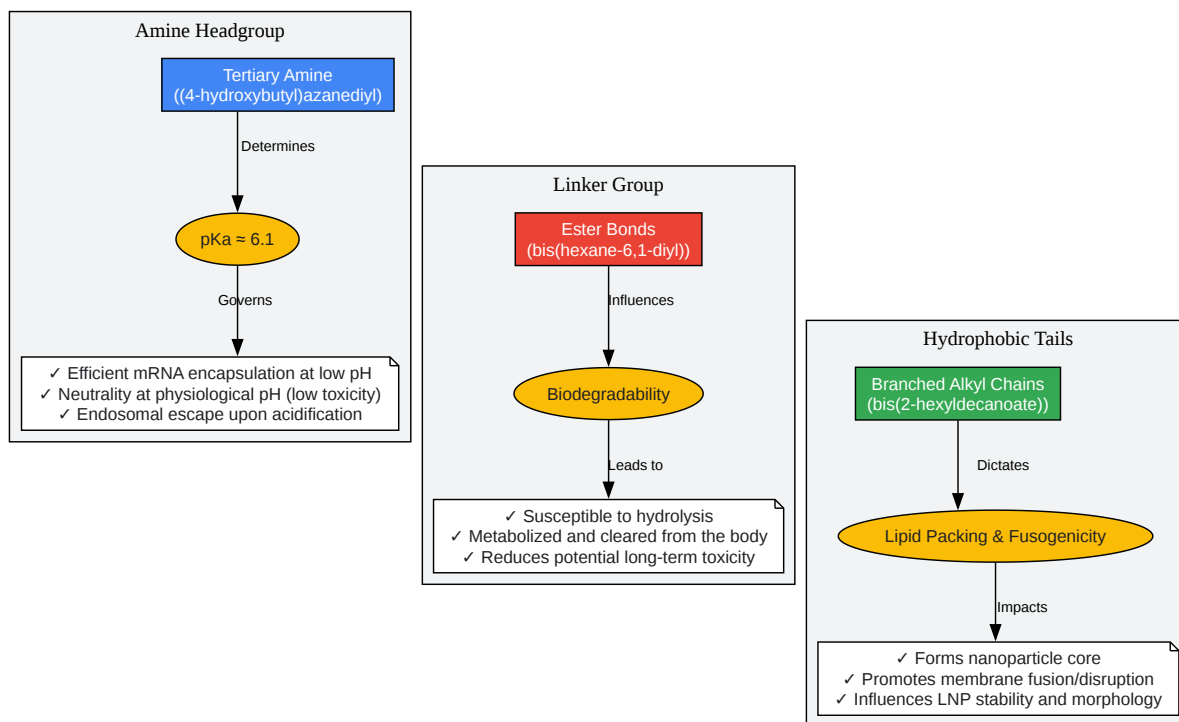 Amine Headgroup
Tertiary Amine
((4-hydroxybutyl)azanediyl)
Determines
pKa ≈ 6.1
Governs
✓ Efficient mRNA encapsulation at low pH
✓ Neutrality at physiological pH (low toxicity)
✓ Endosomal escape upon acidification
Linker Group
Ester Bonds
(bis(hexane-6,1-diyl))
Influences
Biodegradability
Leads to
✓ Susceptible to hydrolysis
✓ Metabolized and cleared from the body
✓ Reduces potential long-term toxicity
Hydrophobic Tails
Branched Alkyl Chains
(bis(2-hexyldecanoate))
Dictates
Lipid Packing & Fusogenicity
Impacts
✓ Forms nanoparticle core
✓ Promotes membrane fusion/disruption
✓ Influences LNP stability and morphology